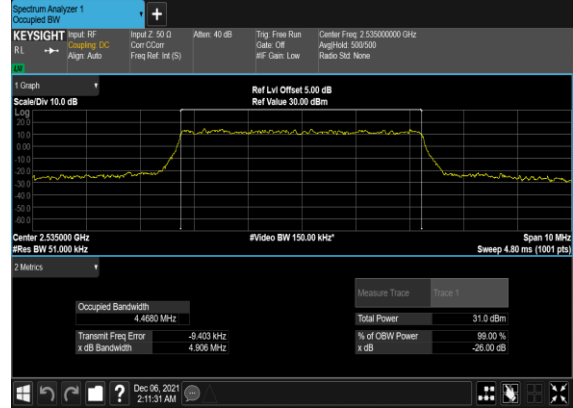 Spectrum Analyzer 1
Occupied BW
KEYSIGHT Input: RF Input Z: 50 Ω Atten: 40 dB Trig: Free Run Center Freq: 2.535000000 GHz
R L Coupling: DC Corr CCorr Gate: Off Avg|Hold: 500/500
Align: Auto Freq Ref: Int (S) #IF Gain: Low Radio Std: None
1 Graph
Ref Lvl Offset 5.00 dB
Scale/Div 10.0 dB Ref Value 30.00 dBm
Log
20.0
10.0
0.00
-10.0
-20.0
-30.0
-40.0
-50.0
-60.0
Center 2.535000 GHz #Video BW 150.00 kHz* Span 10 MHz
#Res BW 51.000 kHz Sweep 4.80 ms (1001 pts)
2 Metrics
Measure Trace Trace 1
Occupied Bandwidth
4.4680 MHz Total Power 31.0 dBm
Transmit Freq Error -9.403 kHz % of OBW Power 99.00 %
x dB Bandwidth 4.906 MHz x dB -26.00 dB
? Dec 06, 2021
2:11:31 AM